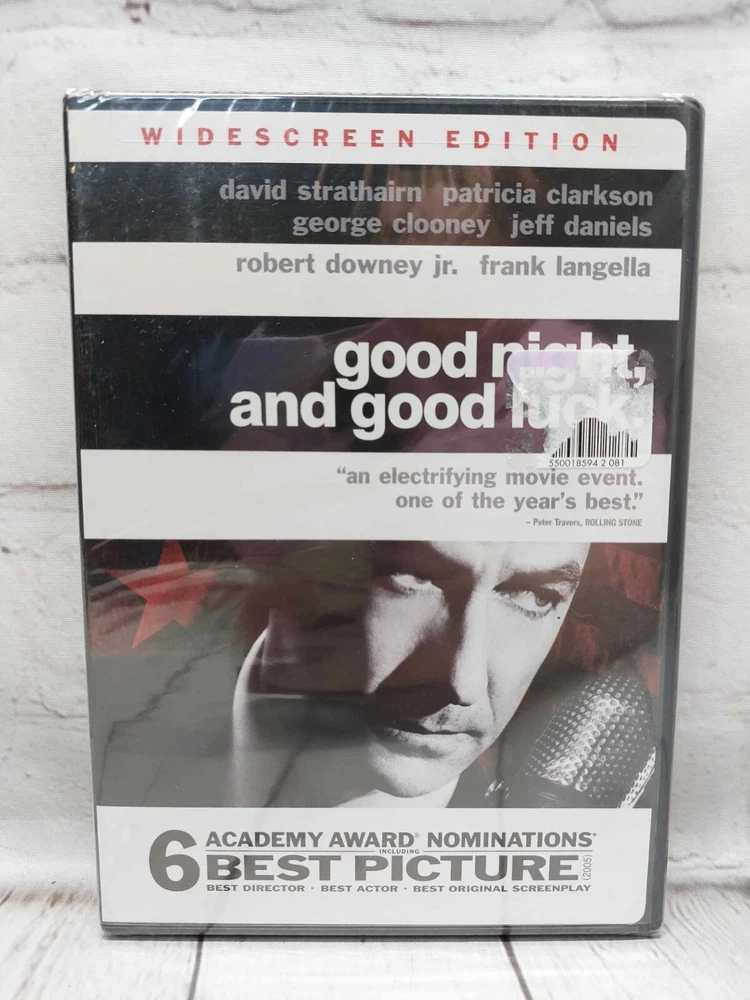 WIDESCREEN EDITION
david strathairn patricia clarkson
george clooney jeff daniels
robert downey jr. frank langella
good night,
and good luck.
550018594 2 081
"an electrifying movie event.
one of the year's best."
– Peter Travers, ROLLING STONE
6 ACADEMY AWARD® NOMINATIONS*
INCLUDING
BEST PICTURE (2005)
BEST DIRECTOR · BEST ACTOR · BEST ORIGINAL SCREENPLAY